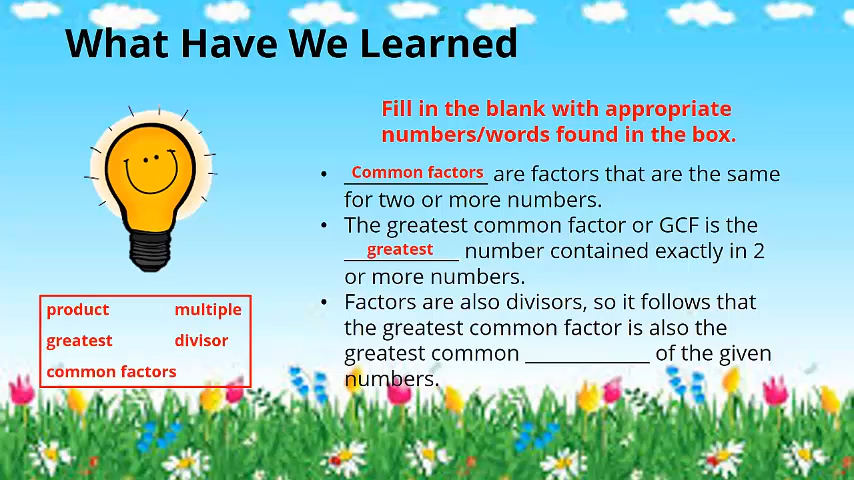 What Have We Learned
Fill in the blank with appropriate
numbers/words found in the box.
• Common factors are factors that are the same
for two or more numbers.
• The greatest common factor or GCF is the
greatest number contained exactly in 2
or more numbers.
• Factors are also divisors, so it follows that
the greatest common factor is also the
greatest common ____________ of the given
numbers.
product multiple
greatest divisor
common factors